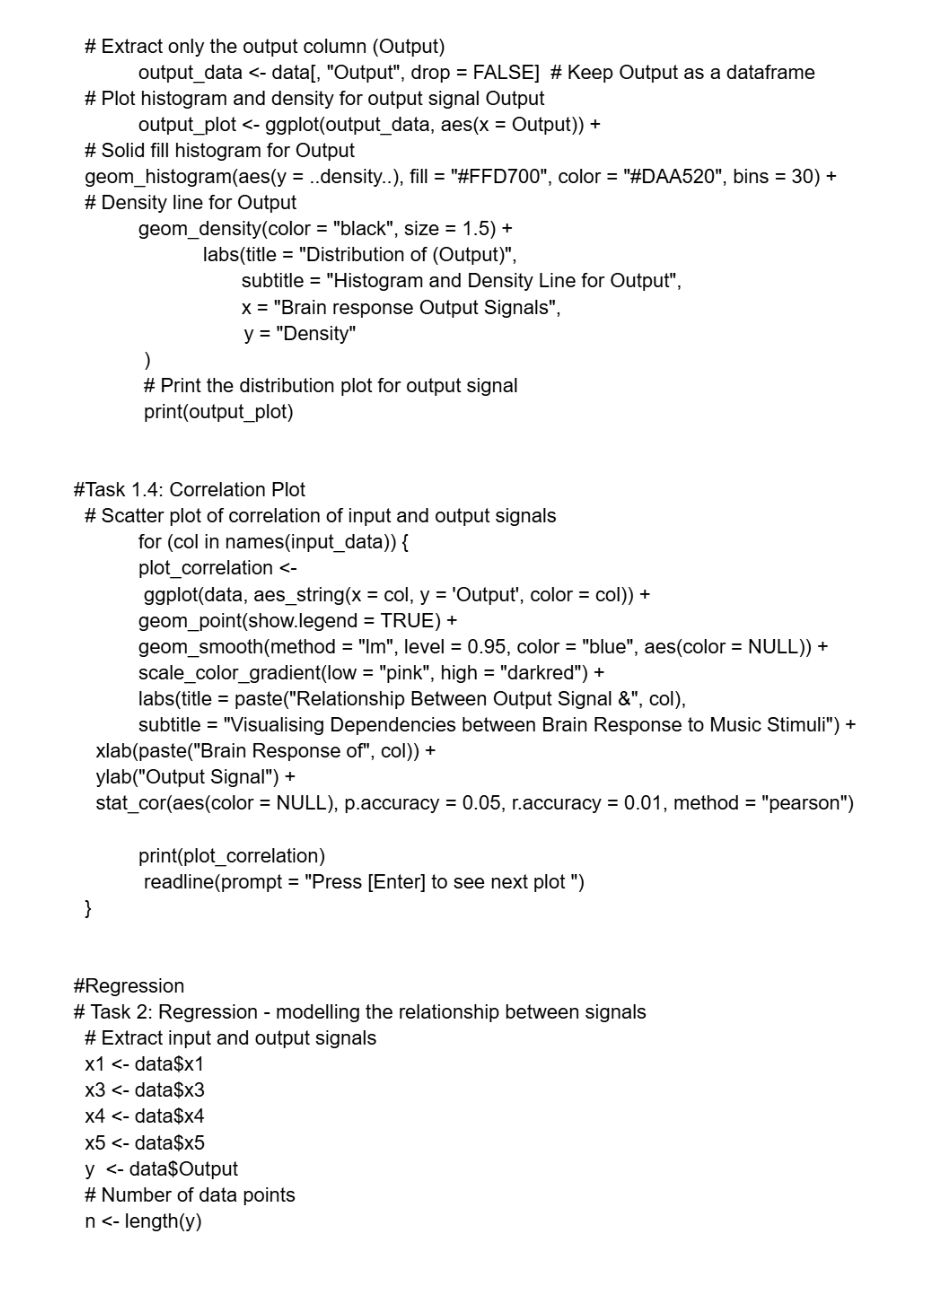 # Extract only the output column (Output)
output_data <- data[, "Output", drop = FALSE]  # Keep Output as a dataframe
# Plot histogram and density for output signal Output
output_plot <- ggplot(output_data, aes(x = Output)) +
# Solid fill histogram for Output
geom_histogram(aes(y = ..density..), fill = "#FFD700", color = "#DAA520", bins = 30) +
# Density line for Output
geom_density(color = "black", size = 1.5) +
labs(title = "Distribution of (Output)",
subtitle = "Histogram and Density Line for Output",
x = "Brain response Output Signals",
y = "Density"
)
# Print the distribution plot for output signal
print(output_plot)
#Task 1.4: Correlation Plot
# Scatter plot of correlation of input and output signals
for (col in names(input_data)) {
plot_correlation <-
ggplot(data, aes_string(x = col, y = 'Output', color = col)) +
geom_point(show.legend = TRUE) +
geom_smooth(method = "lm", level = 0.95, color = "blue", aes(color = NULL)) +
scale_color_gradient(low = "pink", high = "darkred") +
labs(title = paste("Relationship Between Output Signal &", col),
subtitle = "Visualising Dependencies between Brain Response to Music Stimuli") +
xlab(paste("Brain Response of", col)) +
ylab("Output Signal") +
stat_cor(aes(color = NULL), p.accuracy = 0.05, r.accuracy = 0.01, method = "pearson")
print(plot_correlation)
readline(prompt = "Press [Enter] to see next plot ")
}
#Regression
# Task 2: Regression - modelling the relationship between signals
# Extract input and output signals
x1 <- data$x1
x3 <- data$x3
x4 <- data$x4
x5 <- data$x5
y  <- data$Output
# Number of data points
n <- length(y)